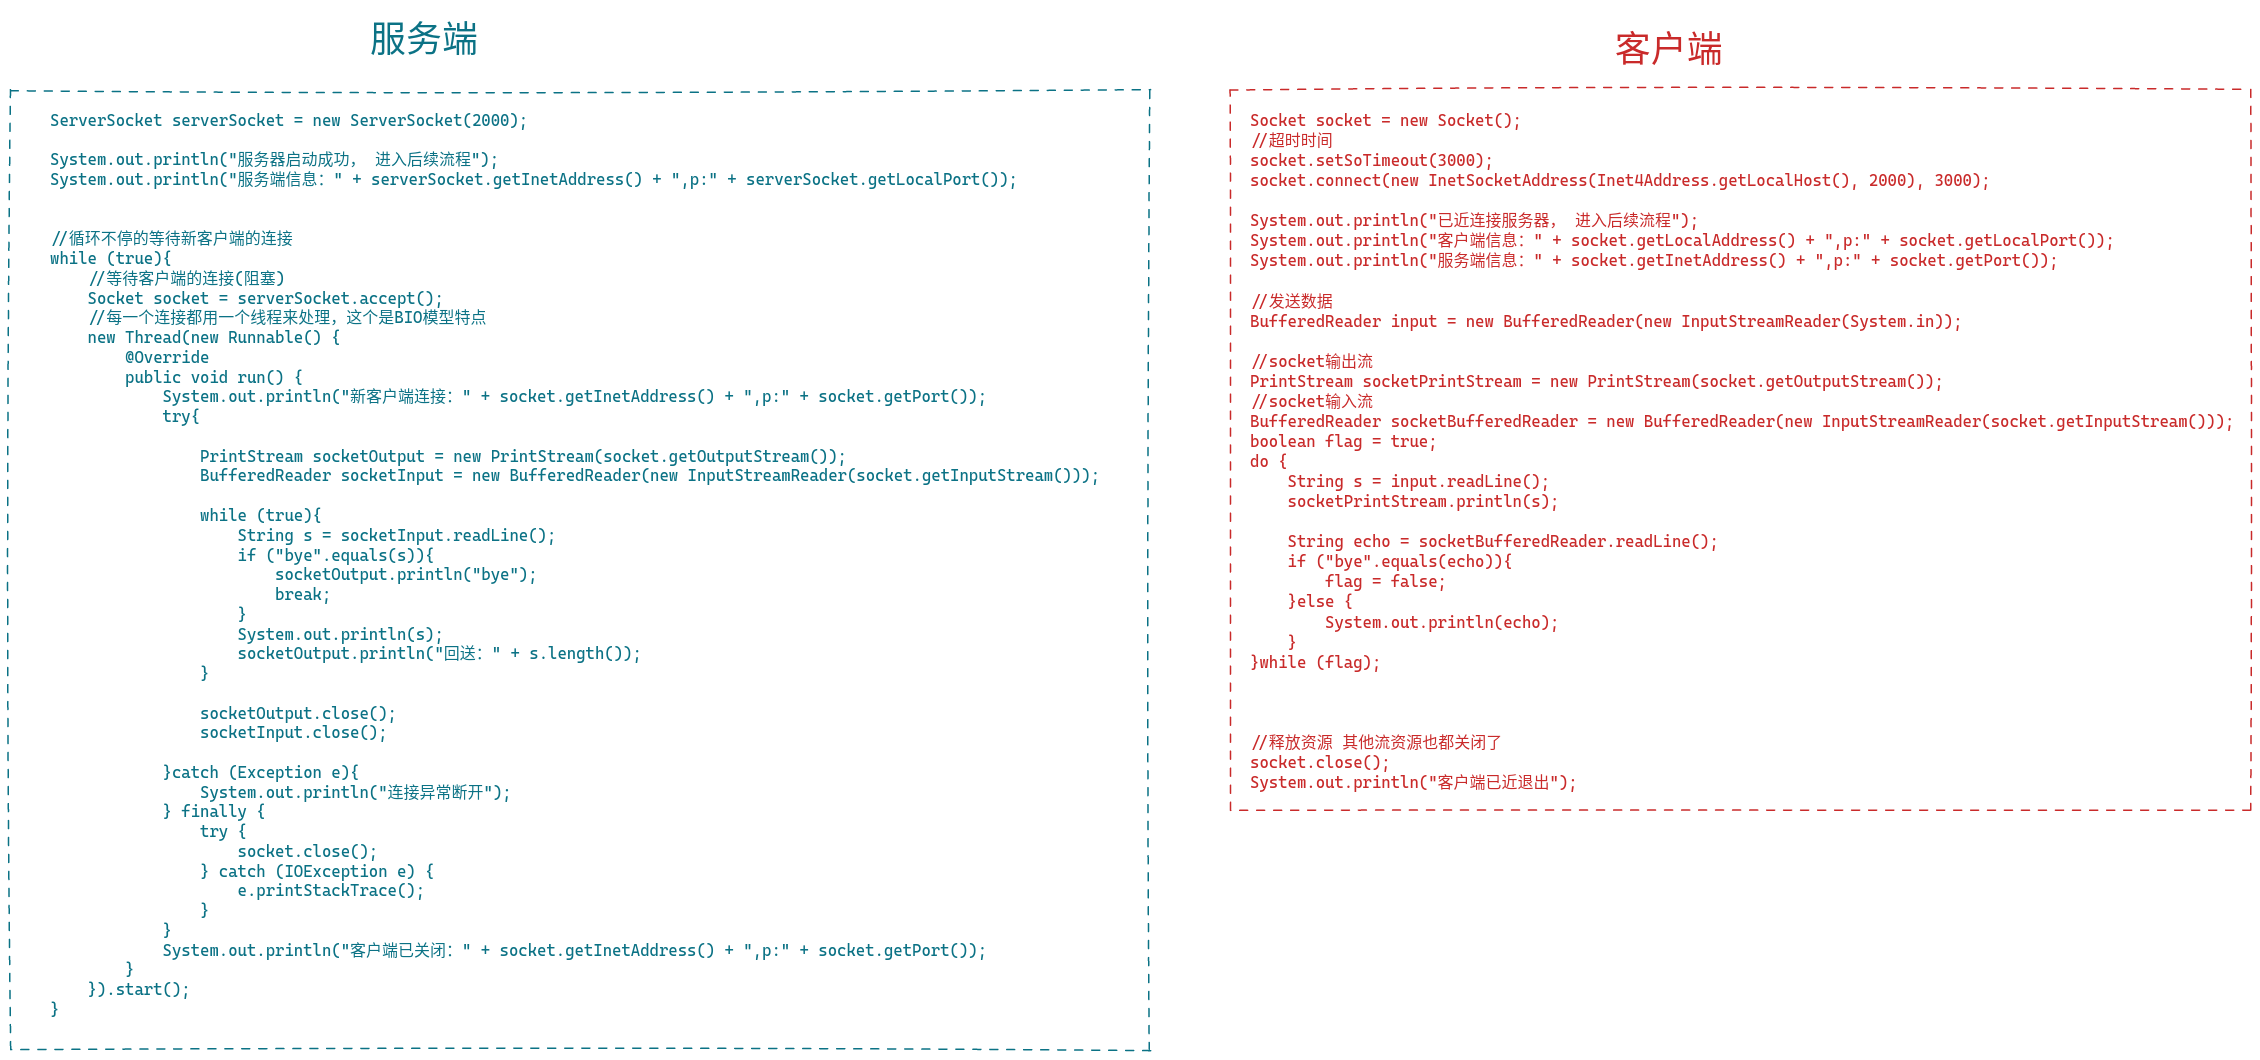 服务端
ServerSocket serverSocket = new ServerSocket(2000);
System.out.println("服务器启动成功， 进入后续流程");
System.out.println("服务端信息：" + serverSocket.getInetAddress() + ",p:" + serverSocket.getLocalPort());
//循环不停的等待新客户端的连接
while (true){
//等待客户端的连接(阻塞)
Socket socket = serverSocket.accept();
//每一个连接都用一个线程来处理，这个是BIO模型特点
new Thread(new Runnable() {
@Override
public void run() {
System.out.println("新客户端连接：" + socket.getInetAddress() + ",p:" + socket.getPort());
try{
PrintStream socketOutput = new PrintStream(socket.getOutputStream());
BufferedReader socketInput = new BufferedReader(new InputStreamReader(socket.getInputStream()));
while (true){
String s = socketInput.readLine();
if ("bye".equals(s)){
socketOutput.println("bye");
break;
}
System.out.println(s);
socketOutput.println("回送：" + s.length());
}
socketOutput.close();
socketInput.close();
}catch (Exception e){
System.out.println("连接异常断开");
} finally {
try {
socket.close();
} catch (IOException e) {
e.printStackTrace();
}
}
System.out.println("客户端已关闭：" + socket.getInetAddress() + ",p:" + socket.getPort());
}
}).start();
}
客户端
Socket socket = new Socket();
//超时时间
socket.setSoTimeout(3000);
socket.connect(new InetSocketAddress(Inet4Address.getLocalHost(), 2000), 3000);
System.out.println("已近连接服务器， 进入后续流程");
System.out.println("客户端信息：" + socket.getLocalAddress() + ",p:" + socket.getLocalPort());
System.out.println("服务端信息：" + socket.getInetAddress() + ",p:" + socket.getPort());
//发送数据
BufferedReader input = new BufferedReader(new InputStreamReader(System.in));
//socket输出流
PrintStream socketPrintStream = new PrintStream(socket.getOutputStream());
//socket输入流
BufferedReader socketBufferedReader = new BufferedReader(new InputStreamReader(socket.getInputStream()));
boolean flag = true;
do {
String s = input.readLine();
socketPrintStream.println(s);
String echo = socketBufferedReader.readLine();
if ("bye".equals(echo)){
flag = false;
}else {
System.out.println(echo);
}
}while (flag);
//释放资源 其他流资源也都关闭了
socket.close();
System.out.println("客户端已近退出");